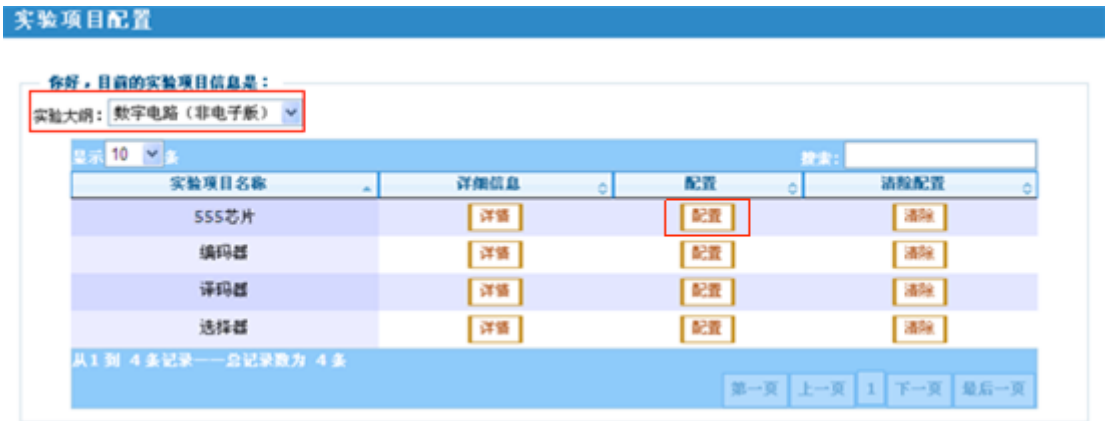 实验项目配置
你好，目前的实验项目信息是：
实验大纲： 数字电路（非电子版）
显示 10 条 搜索：
实验项目名称 详细信息 配置 清除配置
555芯片 详情 配置 清除
编码器 详情 配置 清除
译码器 详情 配置 清除
选择器 详情 配置 清除
从1 到 4 条记录——总记录数为 4 条
第一页 上一页 1 下一页 最后一页